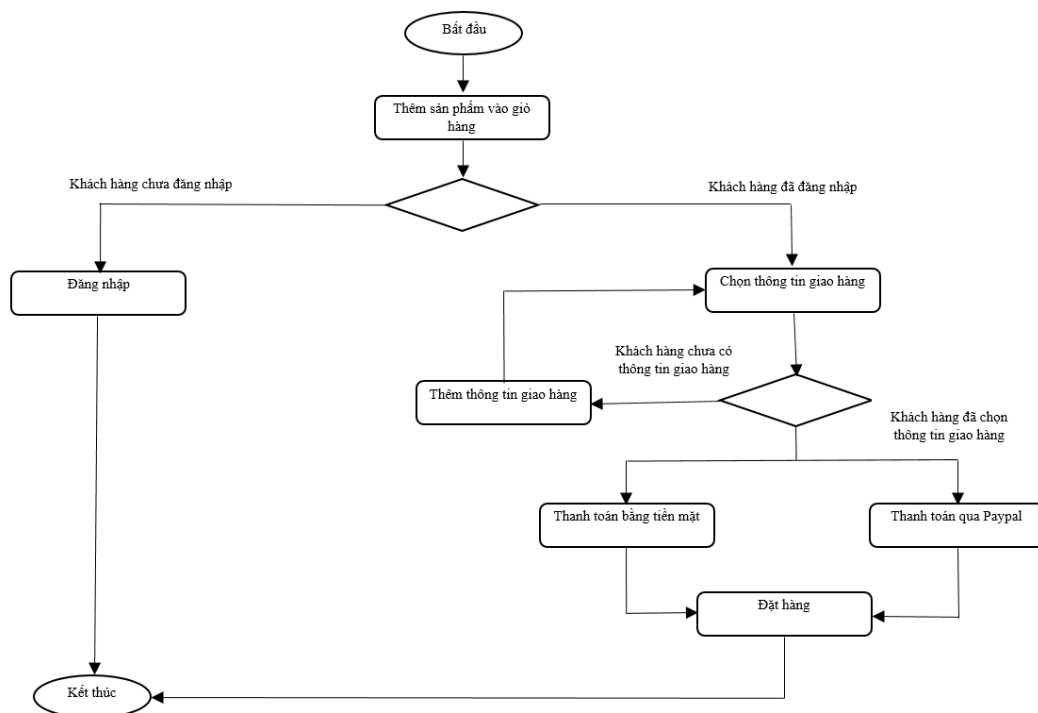 Bất đầu
Thêm sản phẩm vào giỏ
hàng
Khách hàng chưa đăng nhập
Khách hàng đã đăng nhập
Đăng nhập
Chọn thông tin giao hàng
Khách hàng chưa có
thông tin giao hàng
Thêm thông tin giao hàng
Khách hàng đã chọn
thông tin giao hàng
Thanh toán bằng tiền mặt
Thanh toán qua Paypal
Đặt hàng
Kết thúc